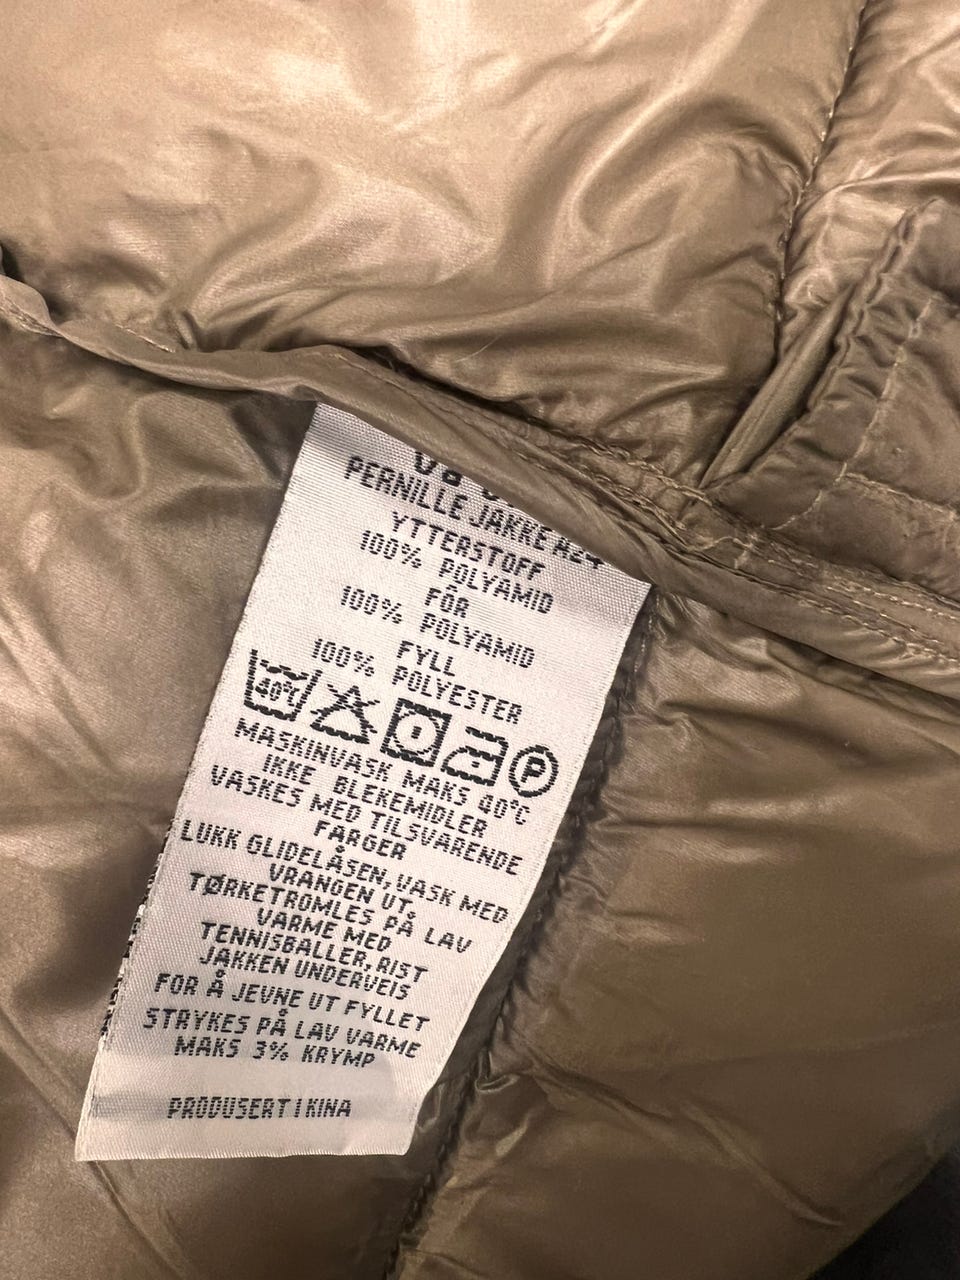 PERNILLE JAKKE H24
YTTERSTOFF
100% POLYAMID
FÔR
100% POLYAMID
FYLL
100% POLYESTER
40°C P
MASKINVASK MAKS 40°C
IKKE BLEKEMIDLER
VASKES MED TILSVARENDE
FARGER
LUKK GLIDELÅSEN, VASK MED
VRANGEN UT.
TØRKETROMLES PÅ LAV
VARME MED
TENNISBALLER, RIST
JAKKEN UNDERVEIS
FOR Å JEVNE UT FYLLET
STRYKES PÅ LAV VARME
MAKS 3% KRYMP
PRODUSERT I KINA